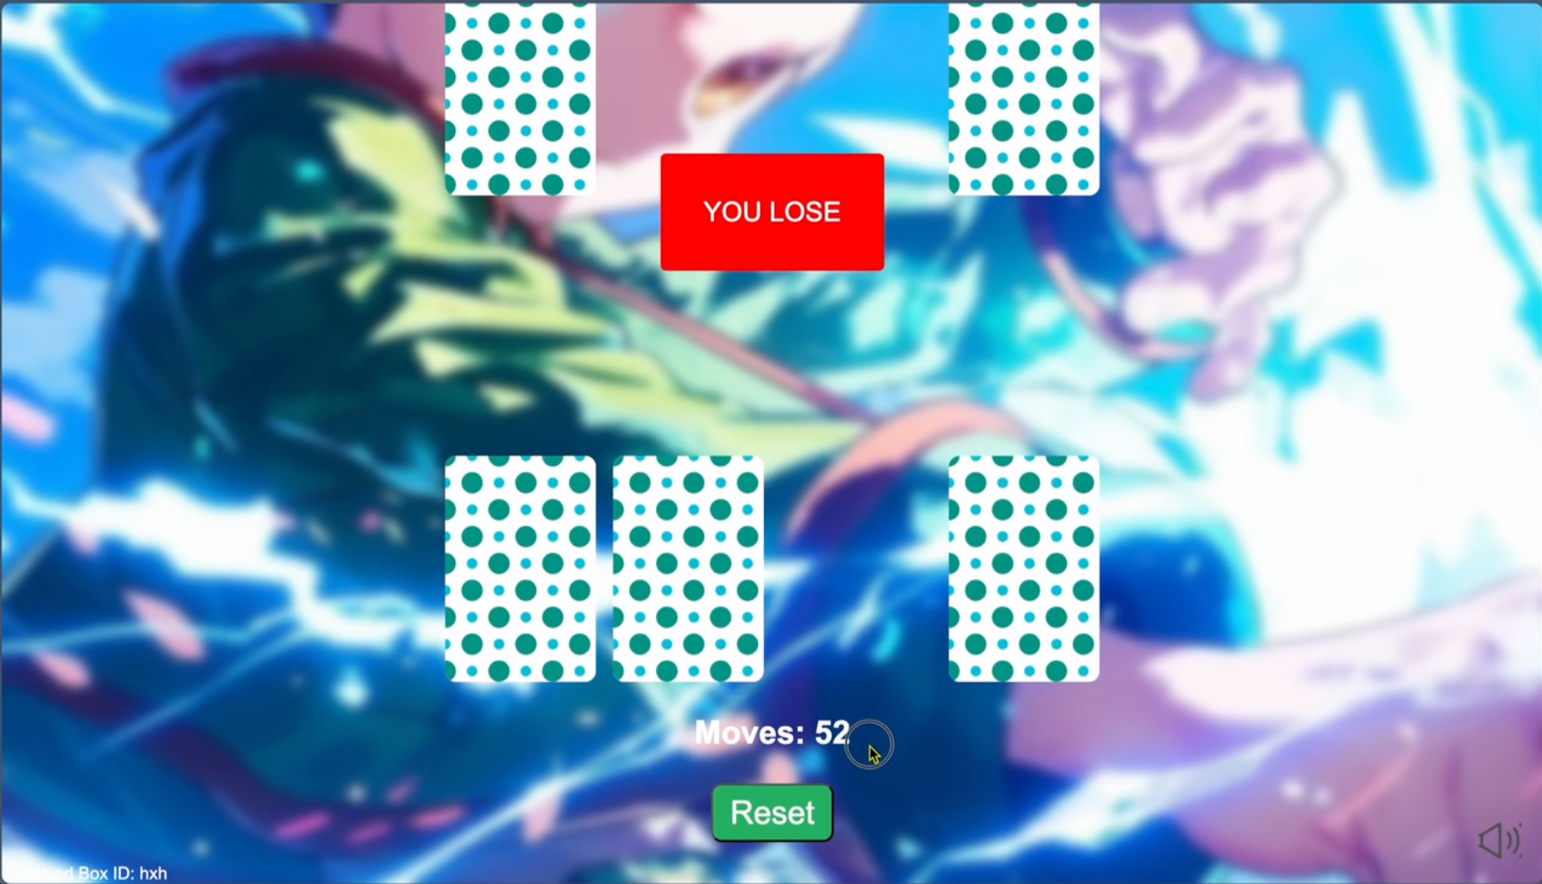 YOU LOSE
Moves: 52
Reset
Box ID: hxh